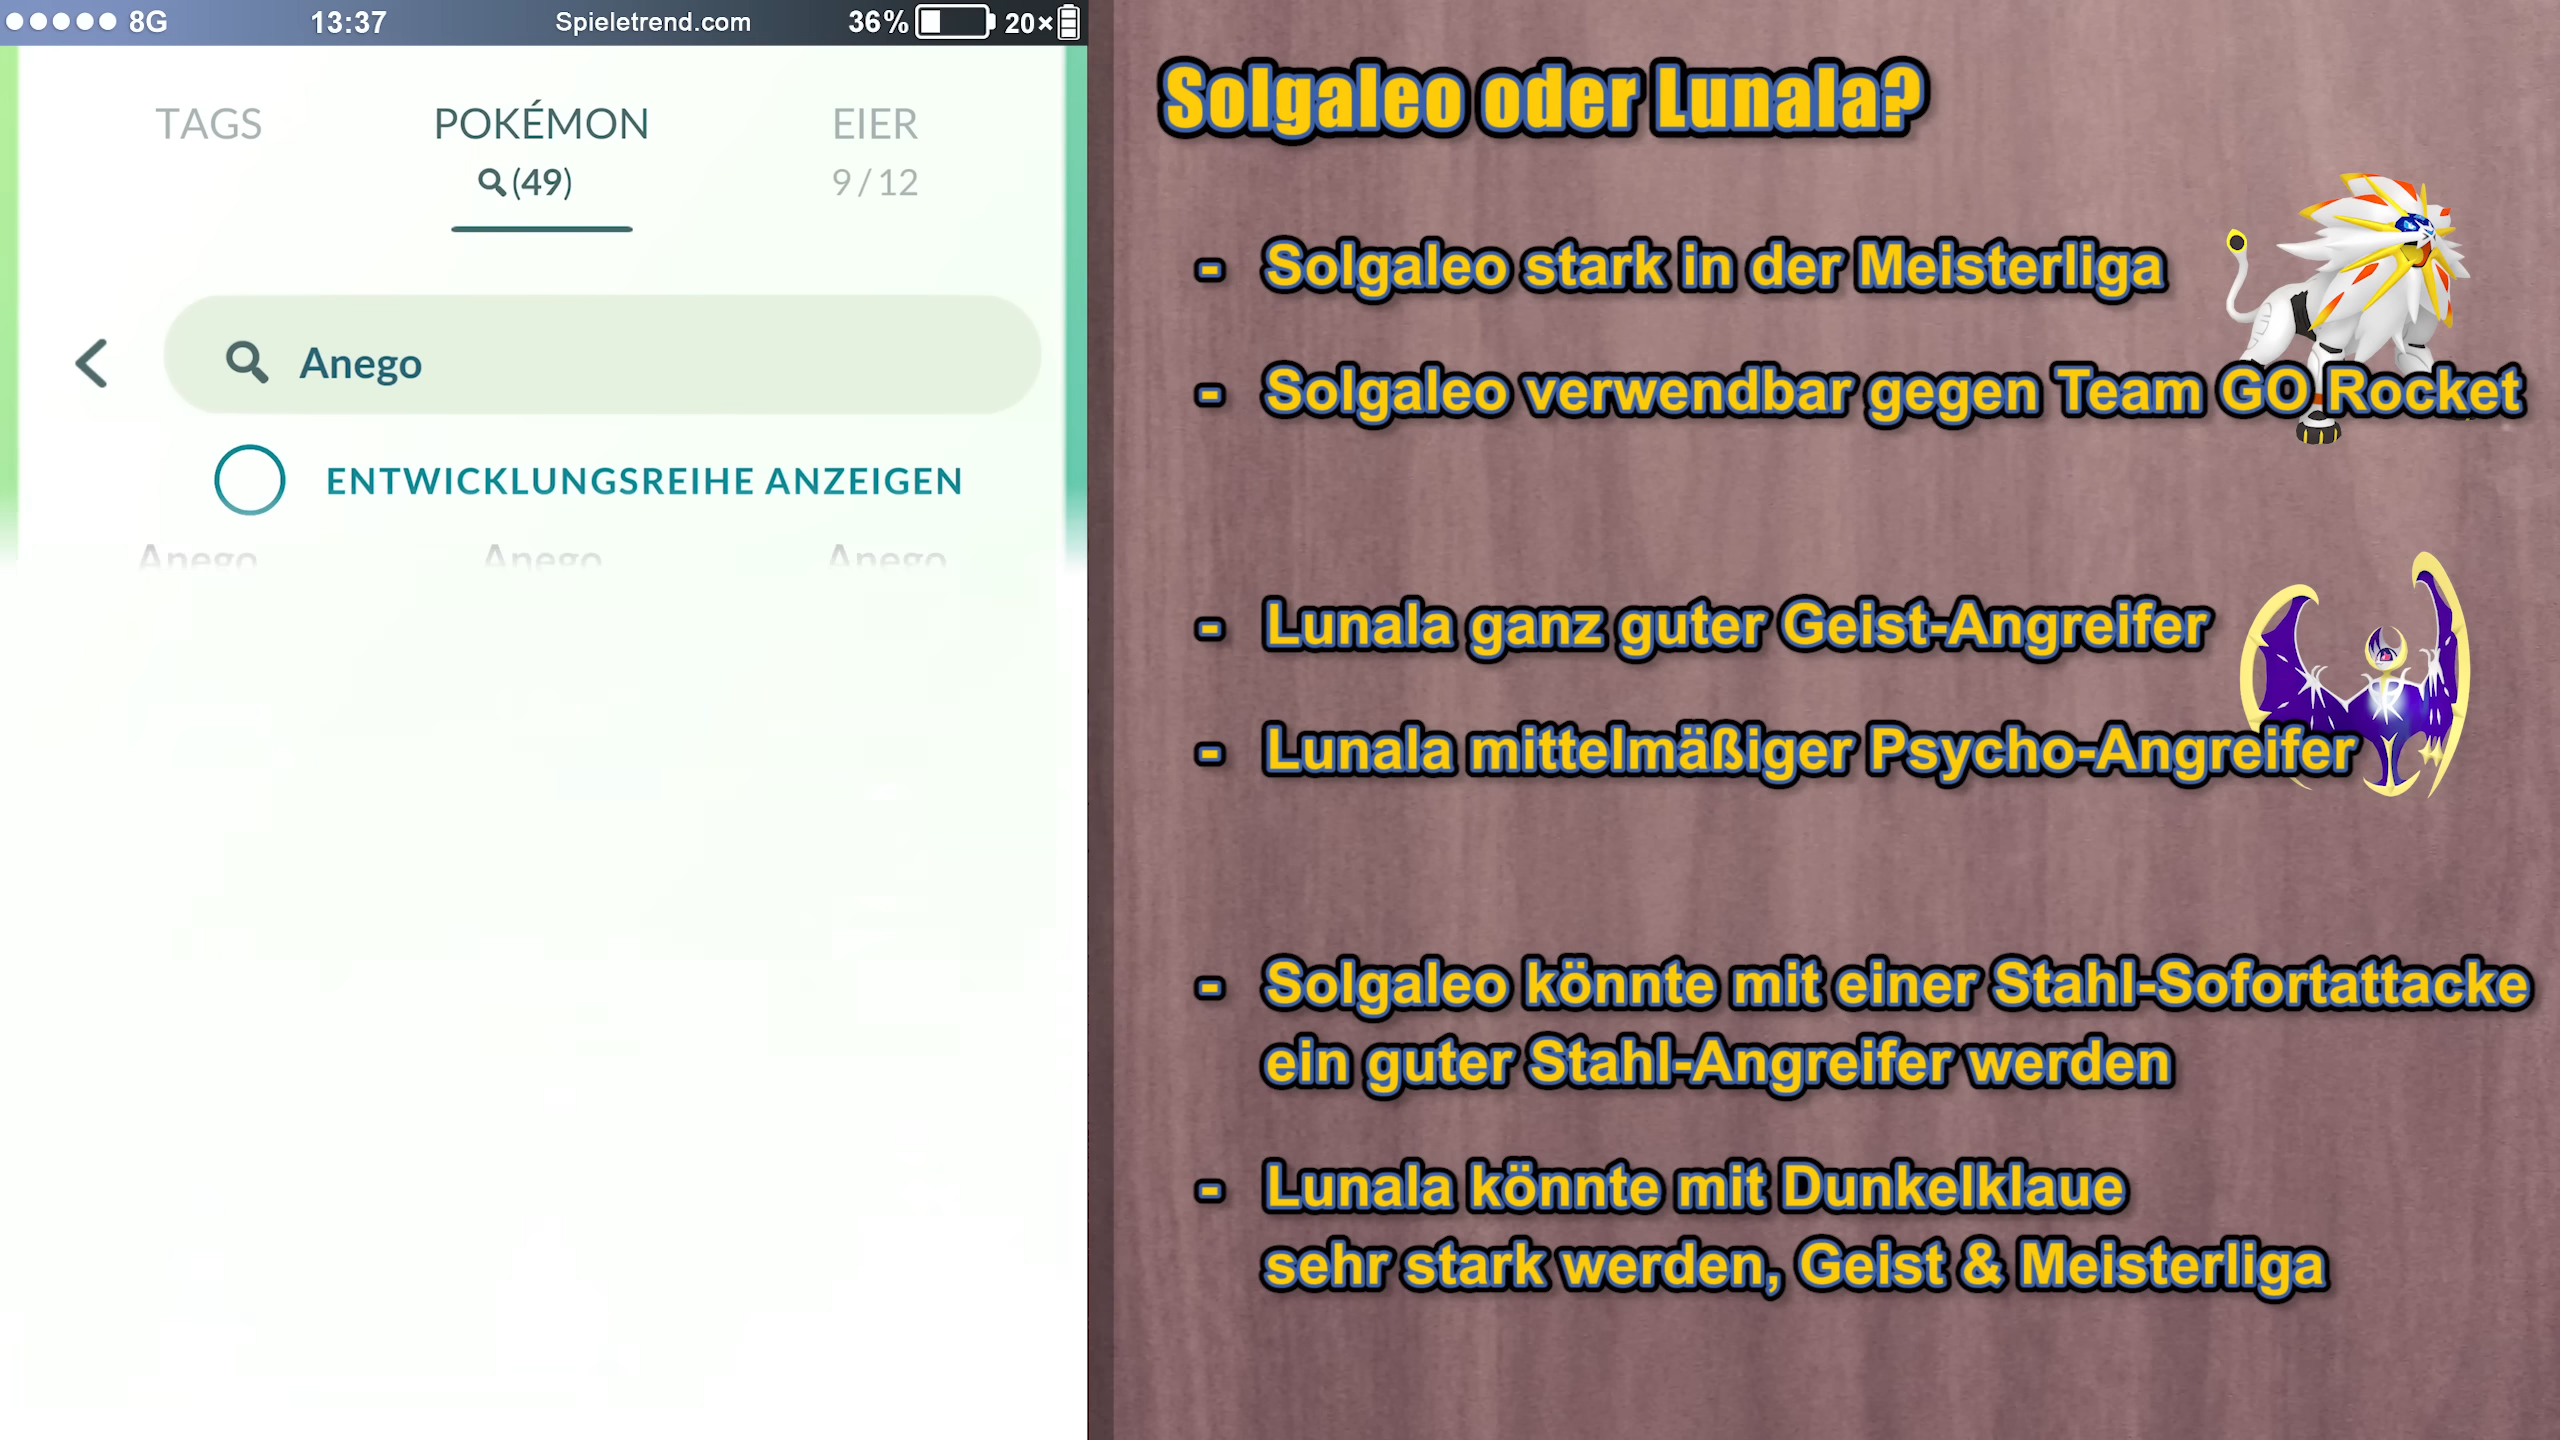 8G 13:37 Spieletrend.com 36% 20×
TAGS POKÉMON EIER
(49) 9 / 12
Anego
ENTWICKLUNGSREIHE ANZEIGEN
Anego Anego Anego
Solgaleo oder Lunala?
- Solgaleo stark in der Meisterliga
- Solgaleo verwendbar gegen Team GO Rocket
- Lunala ganz guter Geist-Angreifer
- Lunala mittelmäßiger Psycho-Angreifer
- Solgaleo könnte mit einer Stahl-Sofortattacke
ein guter Stahl-Angreifer werden
- Lunala könnte mit Dunkelklaue
sehr stark werden, Geist & Meisterliga